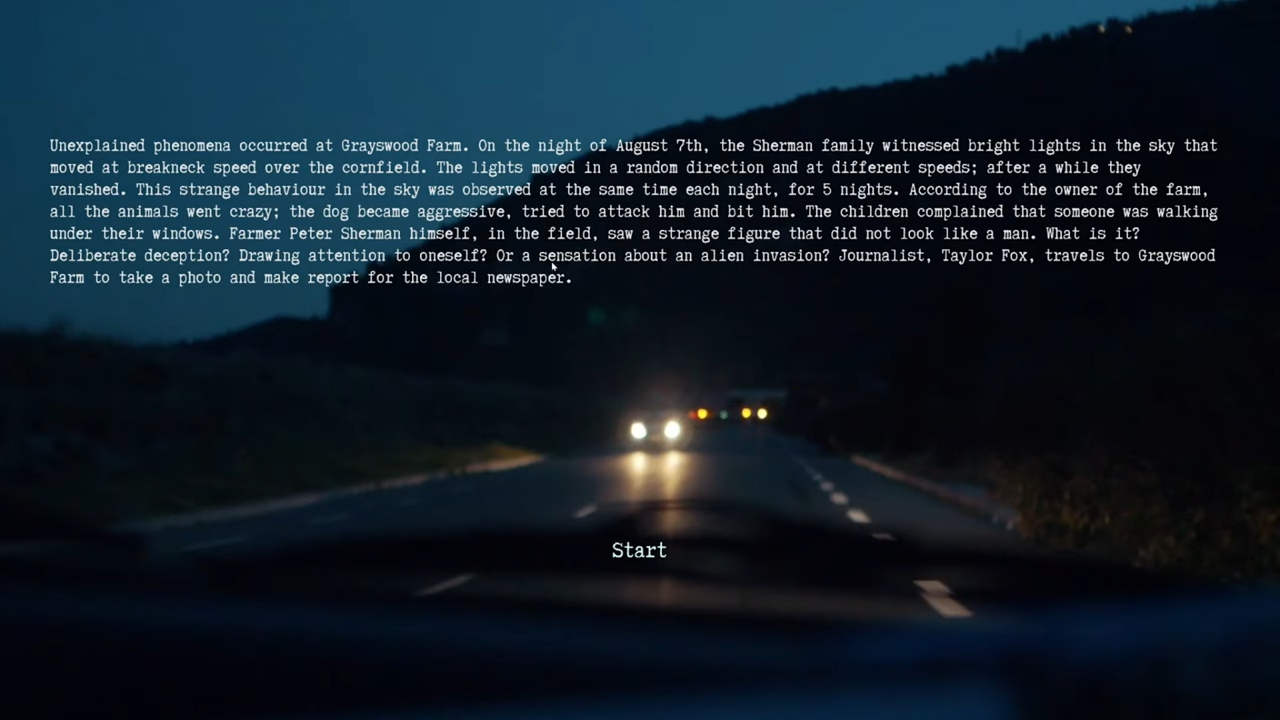 Unexplained phenomena occurred at Grayswood Farm. On the night of August 7th, the Sherman family witnessed bright lights in the sky that
moved at breakneck speed over the cornfield. The lights moved in a random direction and at different speeds; after a while they
vanished. This strange behaviour in the sky was observed at the same time each night, for 5 nights. According to the owner of the farm,
all the animals went crazy; the dog became aggressive, tried to attack him and bit him. The children complained that someone was walking
under their windows. Farmer Peter Sherman himself, in the field, saw a strange figure that did not look like a man. What is it?
Deliberate deception? Drawing attention to oneself? Or a sensation about an alien invasion? Journalist, Taylor Fox, travels to Grayswood
Farm to take a photo and make report for the local newspaper.
Start